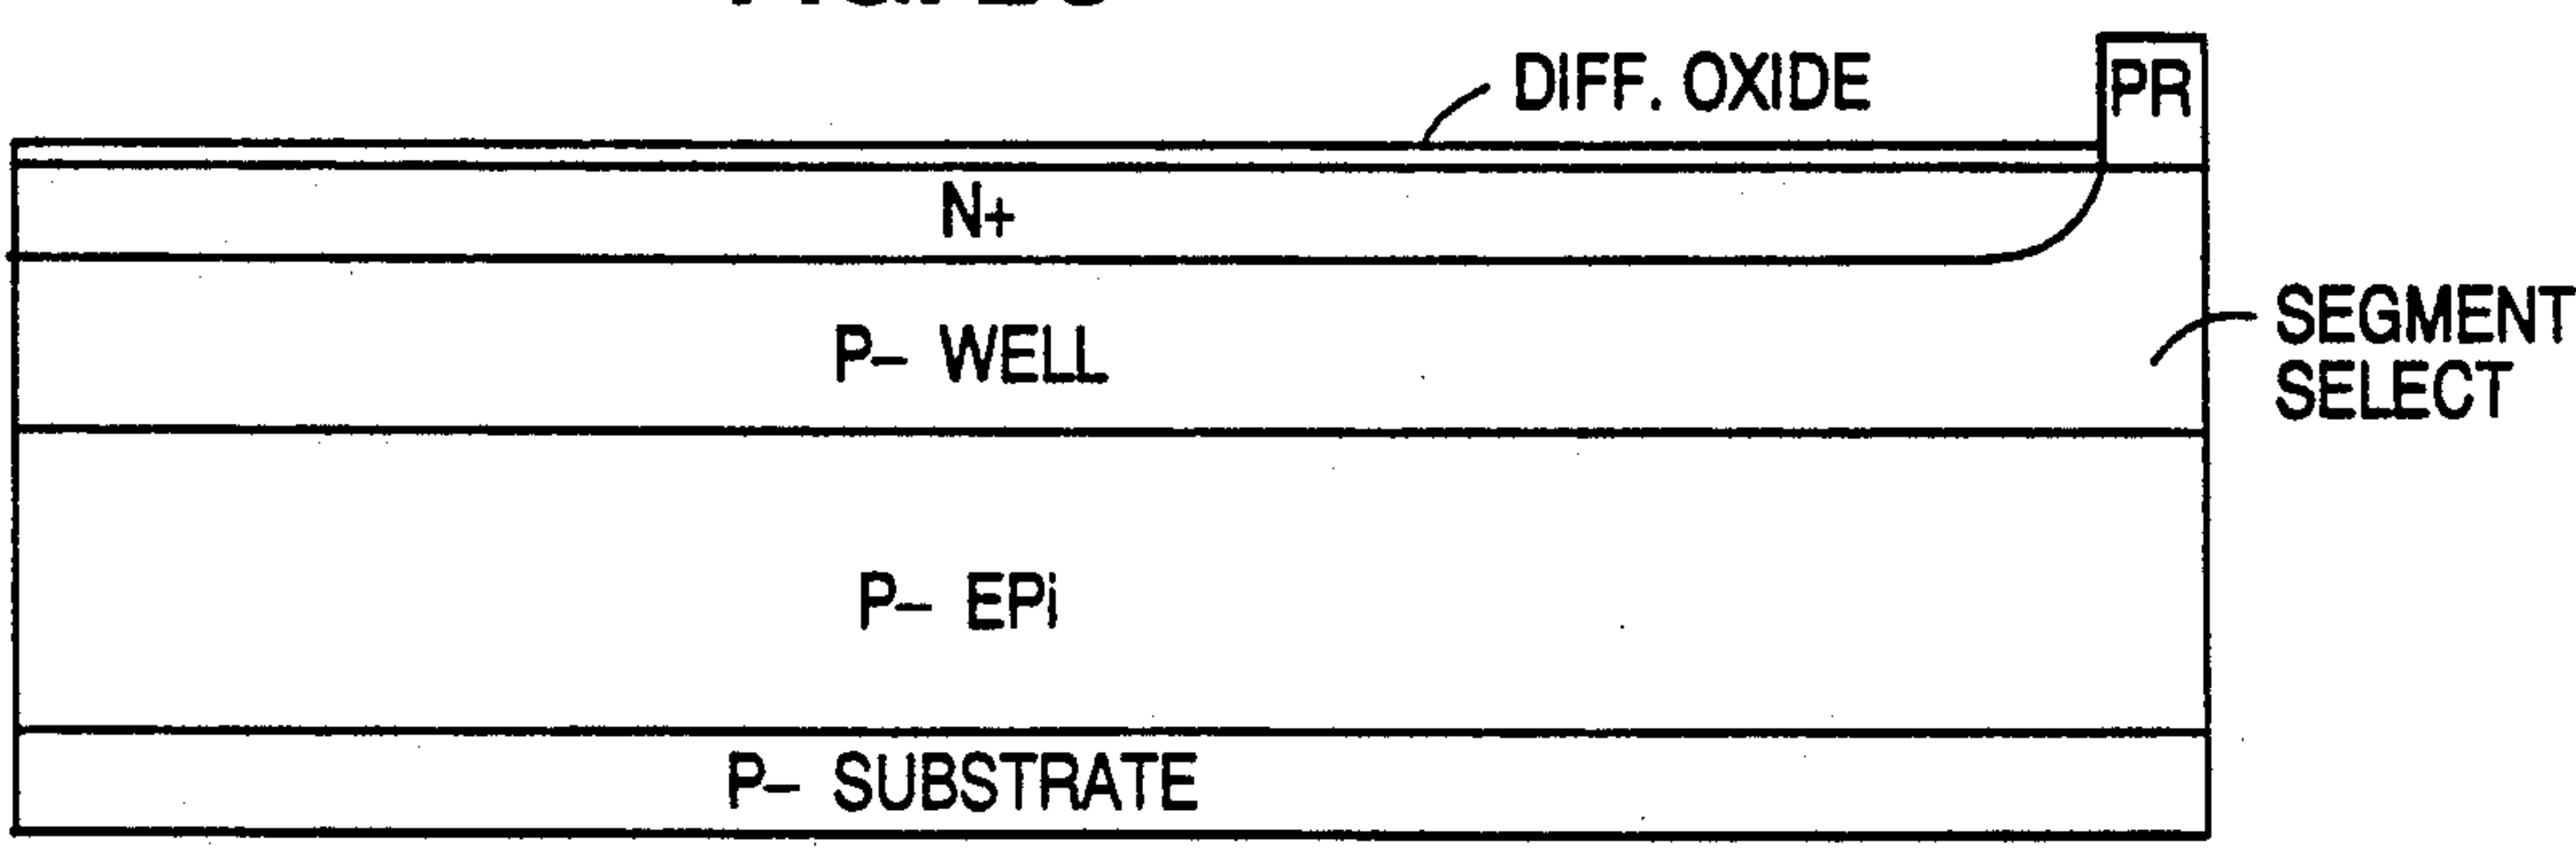 DIFF. OXIDE
PR
N+
P- WELL
SEGMENT
SELECT
P- EPi
P- SUBSTRATE